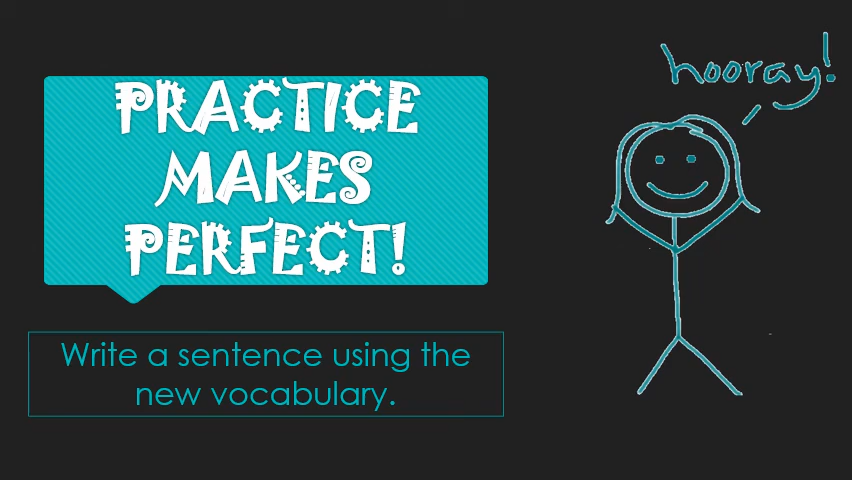 PRACTICE
MAKES
PERFECT!
hooray!
Write a sentence using the
new vocabulary.